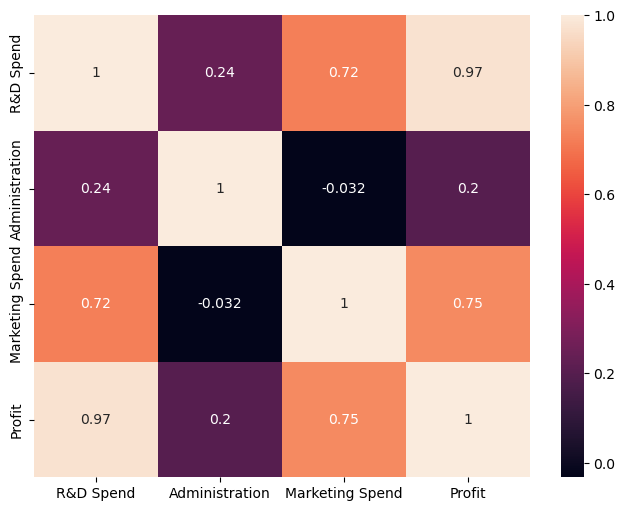 R&D Spend 1 0.24 0.72 0.97
Administration 0.24 1 -0.032 0.2
Marketing Spend 0.72 -0.032 1 0.75
Profit 0.97 0.2 0.75 1
R&D Spend Administration Marketing Spend Profit
1.0
0.8
0.6
0.4
0.2
0.0